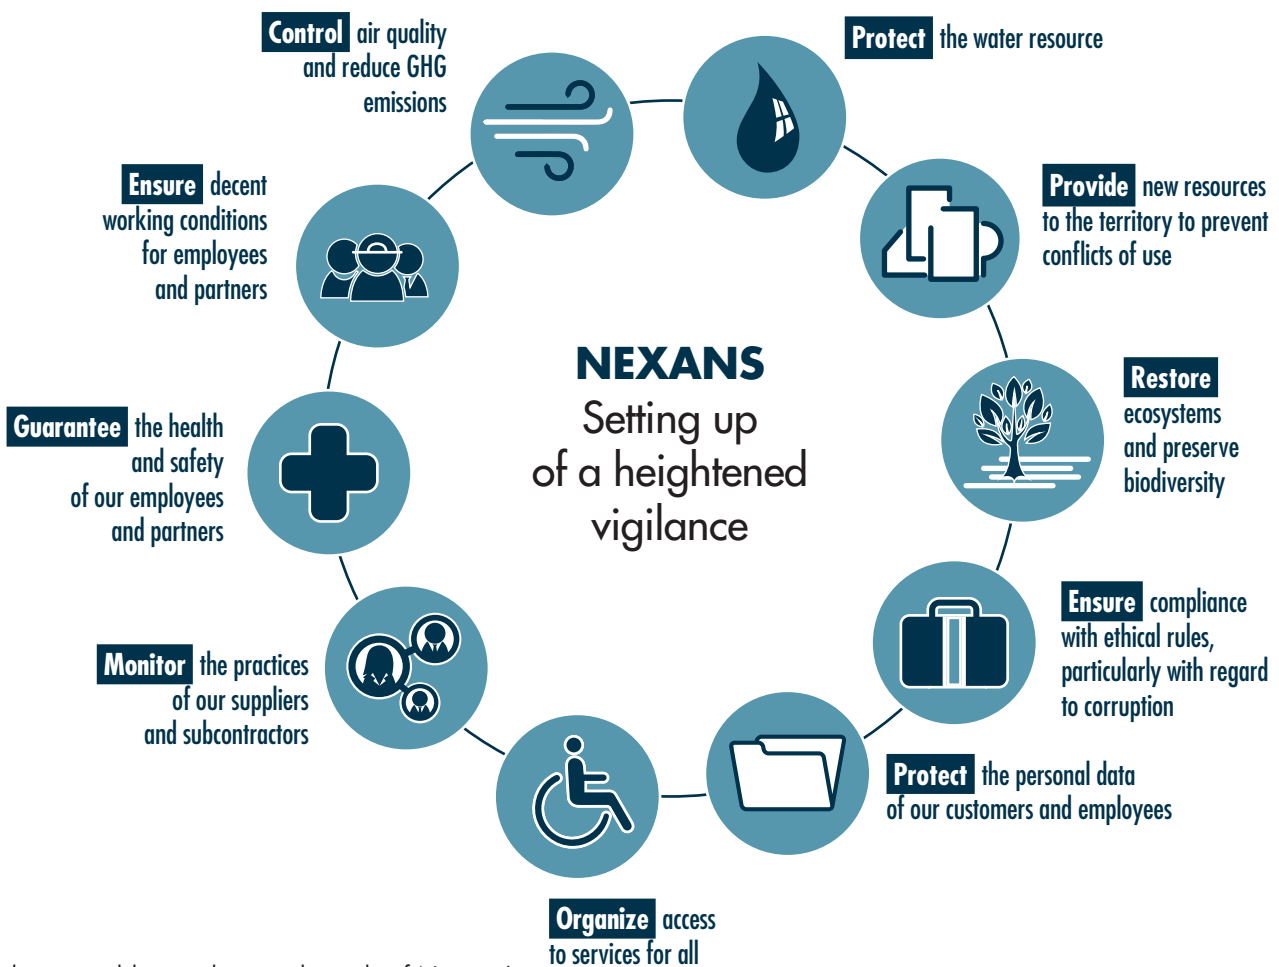 Control air quality
and reduce GHG
emissions
Protect the water resource
Provide new resources
to the territory to prevent
conflicts of use
Restore
ecosystems
and preserve
biodiversity
Ensure compliance
with ethical rules,
particularly with regard
to corruption
Protect the personal data
of our customers and employees
Organize access
to services for all
Monitor the practices
of our suppliers
and subcontractors
Guarantee the health
and safety
of our employees
and partners
Ensure decent
working conditions
for employees
and partners
NEXANS
Setting up
of a heightened
vigilance